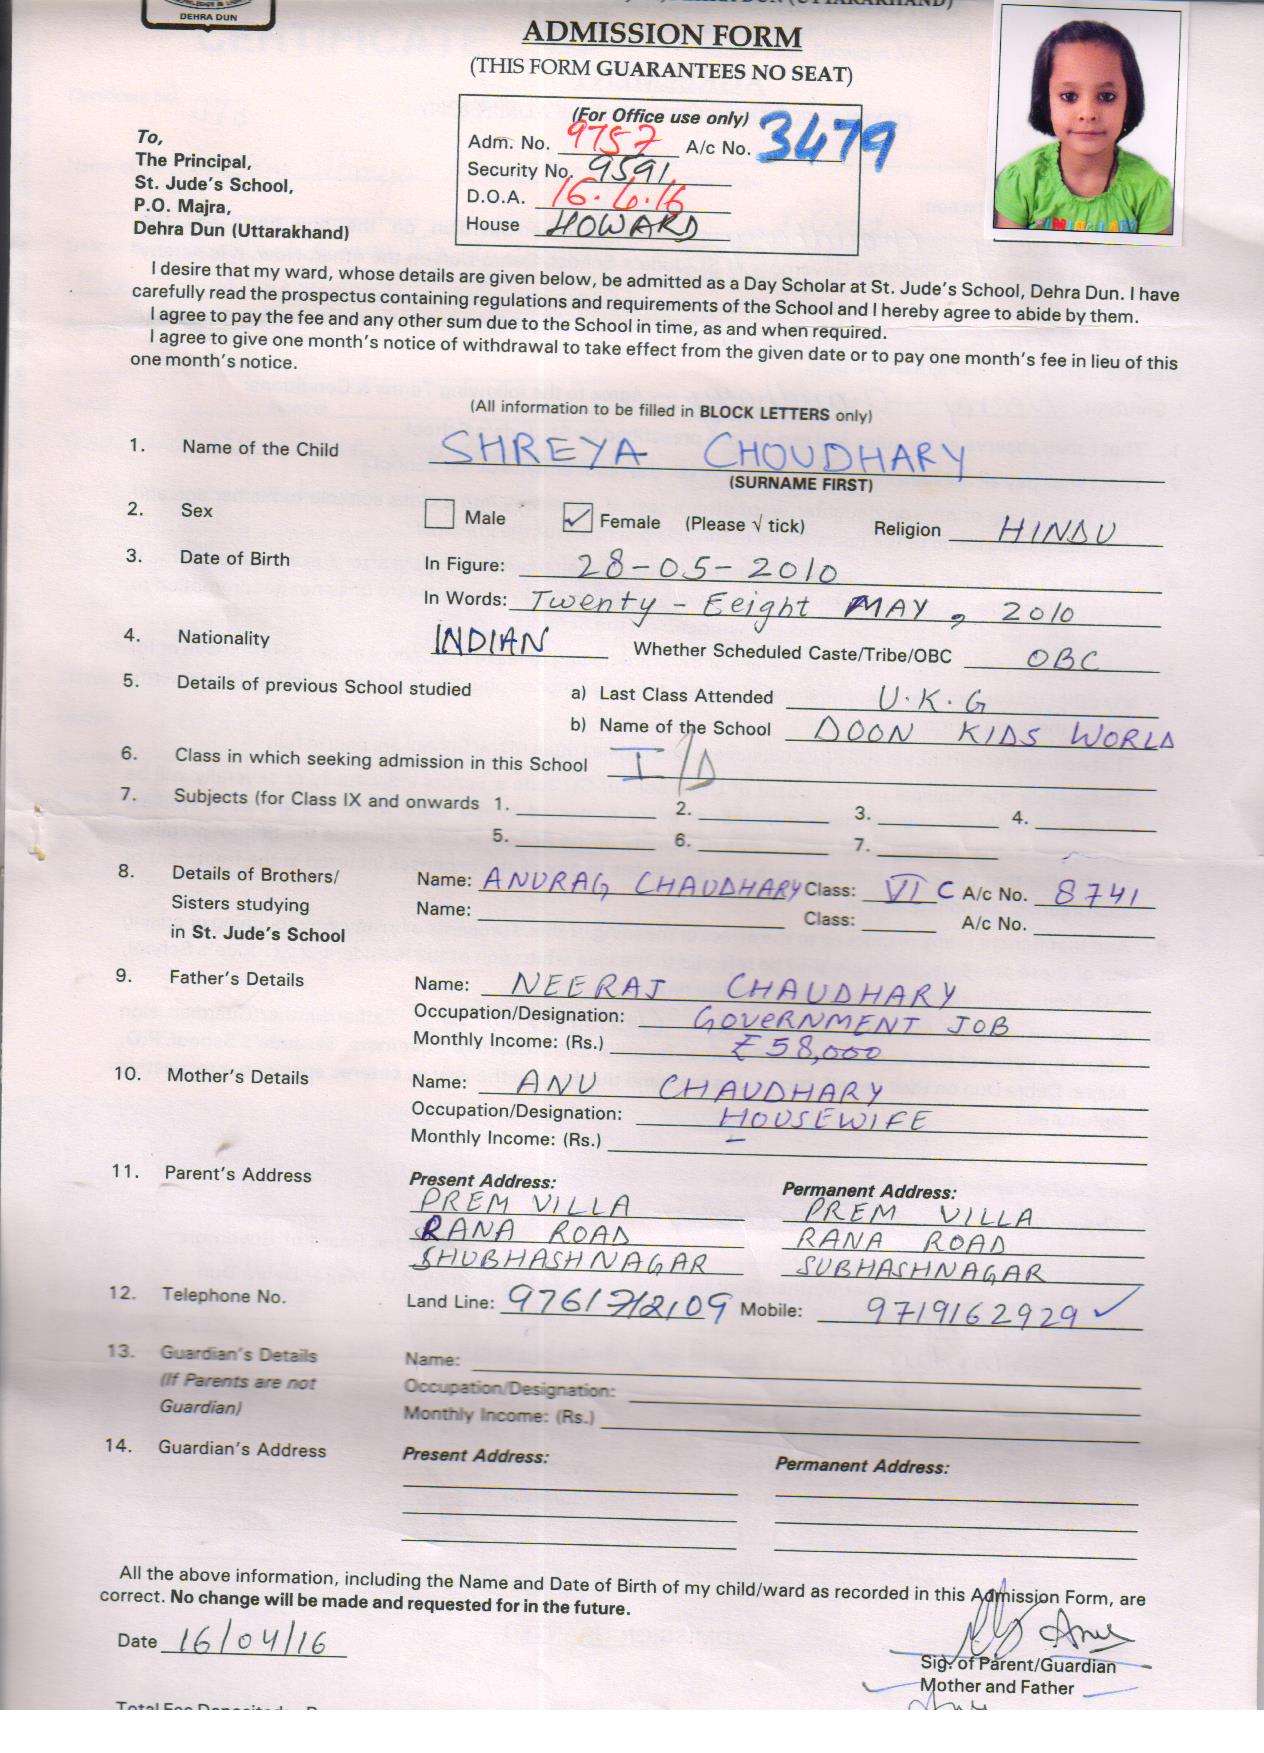 DEHRA DUN
ADMISSION FORM
(THIS FORM GUARANTEES NO SEAT)
(For Office use only)
Adm. No. 9757 A/c No. 3479
Security No. 9591
D.O.A. 16.4.16
House HOWARD
To,
The Principal,
St. Jude's School,
P.O. Majra,
Dehra Dun (Uttarakhand)
I desire that my ward, whose details are given below, be admitted as a Day Scholar at St. Jude's School, Dehra Dun. I have
carefully read the prospectus containing regulations and requirements of the School and I hereby agree to abide by them.
I agree to pay the fee and any other sum due to the School in time, as and when required.
I agree to give one month's notice of withdrawal to take effect from the given date or to pay one month's fee in lieu of this
one month's notice.
(All information to be filled in BLOCK LETTERS only)
1. Name of the Child SHREYA CHOUDHARY
(SURNAME FIRST)
2. Sex Male ✓ Female (Please √ tick) Religion HINDU
3. Date of Birth In Figure: 28-05-2010
In Words: Twenty - Eeight MAY, 2010
4. Nationality INDIAN Whether Scheduled Caste/Tribe/OBC OBC
5. Details of previous School studied a) Last Class Attended U.K.G
b) Name of the School DOON KIDS WORLD
6. Class in which seeking admission in this School I/D
7. Subjects (for Class IX and onwards 1. 2. 3. 4.
5. 6. 7.
8. Details of Brothers/ Name: ANURAG CHAUDHARY Class: VI C A/c No. 8741
Sisters studying Name: Class: A/c No.
in St. Jude's School
9. Father's Details Name: NEERAJ CHAUDHARY
Occupation/Designation: GOVERNMENT JOB
Monthly Income: (Rs.) ₹58,000
10. Mother's Details Name: ANU CHAUDHARY
Occupation/Designation: HOUSEWIFE
Monthly Income: (Rs.) –
11. Parent's Address Present Address: Permanent Address:
PREM VILLA PREM VILLA
RANA ROAD RANA ROAD
SHUBHASHNAGAR SUBHASHNAGAR
12. Telephone No. Land Line: Mobile: 9719162929 ✓
13. Guardian's Details Name:
(If Parents are not Occupation/Designation:
Guardian) Monthly Income: (Rs.)
14. Guardian's Address Present Address: Permanent Address:
All the above information, including the Name and Date of Birth of my child/ward as recorded in this Admission Form, are
correct. No change will be made and requested for in the future.
Date 16/04/16
Anu
Sig. of Parent/Guardian
Mother and Father